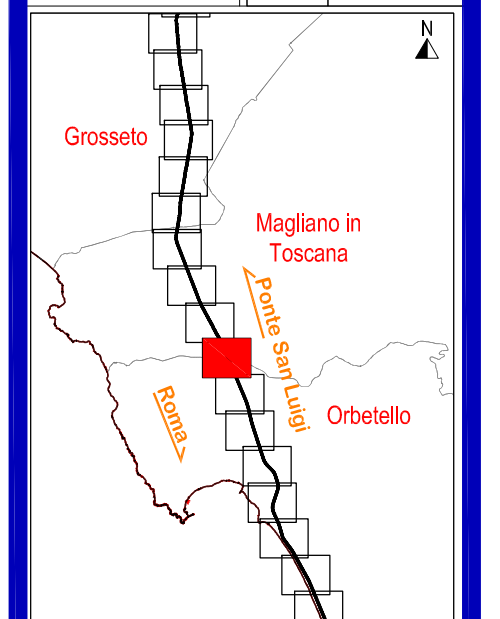 N
Grosseto
Magliano in
Toscana
Ponte San Luigi
Roma
Orbetello